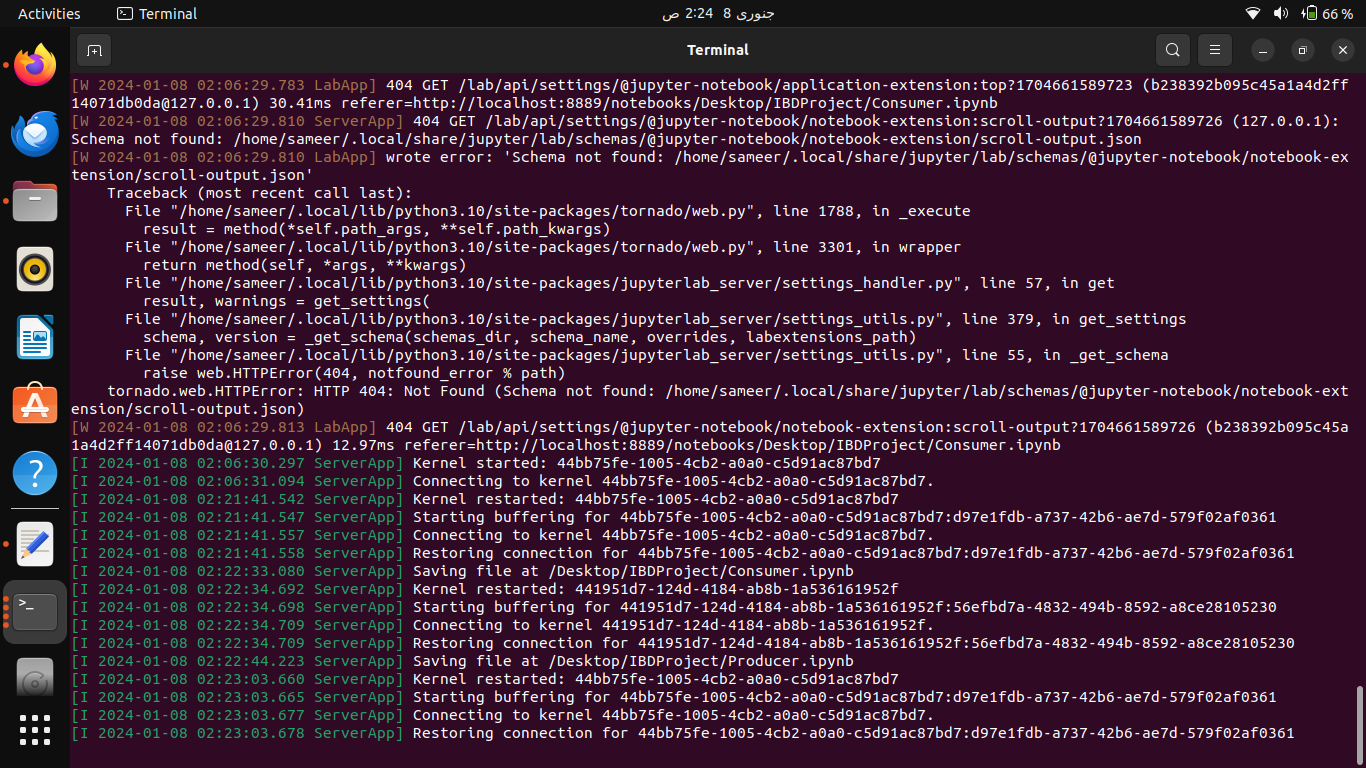 Activities
Terminal
جنوری 8 2:24 ص
66 %
Terminal
[W 2024-01-08 02:06:29.783 LabApp] 404 GET /lab/api/settings/@jupyter-notebook/application-extension:top?1704661589723 (b238392b095c45a1a4d2ff
14071db0da@127.0.0.1) 30.41ms referer=http://localhost:8889/notebooks/Desktop/IBDProject/Consumer.ipynb
[W 2024-01-08 02:06:29.810 ServerApp] 404 GET /lab/api/settings/@jupyter-notebook/notebook-extension:scroll-output?1704661589726 (127.0.0.1):
Schema not found: /home/sameer/.local/share/jupyter/lab/schemas/@jupyter-notebook/notebook-extension/scroll-output.json
[W 2024-01-08 02:06:29.810 LabApp] wrote error: 'Schema not found: /home/sameer/.local/share/jupyter/lab/schemas/@jupyter-notebook/notebook-ex
tension/scroll-output.json'
Traceback (most recent call last):
File "/home/sameer/.local/lib/python3.10/site-packages/tornado/web.py", line 1788, in _execute
result = method(*self.path_args, **self.path_kwargs)
File "/home/sameer/.local/lib/python3.10/site-packages/tornado/web.py", line 3301, in wrapper
return method(self, *args, **kwargs)
File "/home/sameer/.local/lib/python3.10/site-packages/jupyterlab_server/settings_handler.py", line 57, in get
result, warnings = get_settings(
File "/home/sameer/.local/lib/python3.10/site-packages/jupyterlab_server/settings_utils.py", line 379, in get_settings
schema, version = _get_schema(schemas_dir, schema_name, overrides, labextensions_path)
File "/home/sameer/.local/lib/python3.10/site-packages/jupyterlab_server/settings_utils.py", line 55, in _get_schema
raise web.HTTPError(404, notfound_error % path)
tornado.web.HTTPError: HTTP 404: Not Found (Schema not found: /home/sameer/.local/share/jupyter/lab/schemas/@jupyter-notebook/notebook-ext
ension/scroll-output.json)
[W 2024-01-08 02:06:29.813 LabApp] 404 GET /lab/api/settings/@jupyter-notebook/notebook-extension:scroll-output?1704661589726 (b238392b095c45a
1a4d2ff14071db0da@127.0.0.1) 12.97ms referer=http://localhost:8889/notebooks/Desktop/IBDProject/Consumer.ipynb
[I 2024-01-08 02:06:30.297 ServerApp] Kernel started: 44bb75fe-1005-4cb2-a0a0-c5d91ac87bd7
[I 2024-01-08 02:06:31.094 ServerApp] Connecting to kernel 44bb75fe-1005-4cb2-a0a0-c5d91ac87bd7.
[I 2024-01-08 02:21:41.542 ServerApp] Kernel restarted: 44bb75fe-1005-4cb2-a0a0-c5d91ac87bd7
[I 2024-01-08 02:21:41.547 ServerApp] Starting buffering for 44bb75fe-1005-4cb2-a0a0-c5d91ac87bd7:d97e1fdb-a737-42b6-ae7d-579f02af0361
[I 2024-01-08 02:21:41.557 ServerApp] Connecting to kernel 44bb75fe-1005-4cb2-a0a0-c5d91ac87bd7.
[I 2024-01-08 02:21:41.558 ServerApp] Restoring connection for 44bb75fe-1005-4cb2-a0a0-c5d91ac87bd7:d97e1fdb-a737-42b6-ae7d-579f02af0361
[I 2024-01-08 02:22:33.080 ServerApp] Saving file at /Desktop/IBDProject/Consumer.ipynb
[I 2024-01-08 02:22:34.692 ServerApp] Kernel restarted: 441951d7-124d-4184-ab8b-1a536161952f
[I 2024-01-08 02:22:34.698 ServerApp] Starting buffering for 441951d7-124d-4184-ab8b-1a536161952f:56efbd7a-4832-494b-8592-a8ce28105230
[I 2024-01-08 02:22:34.709 ServerApp] Connecting to kernel 441951d7-124d-4184-ab8b-1a536161952f.
[I 2024-01-08 02:22:34.709 ServerApp] Restoring connection for 441951d7-124d-4184-ab8b-1a536161952f:56efbd7a-4832-494b-8592-a8ce28105230
[I 2024-01-08 02:22:44.223 ServerApp] Saving file at /Desktop/IBDProject/Producer.ipynb
[I 2024-01-08 02:23:03.660 ServerApp] Kernel restarted: 44bb75fe-1005-4cb2-a0a0-c5d91ac87bd7
[I 2024-01-08 02:23:03.665 ServerApp] Starting buffering for 44bb75fe-1005-4cb2-a0a0-c5d91ac87bd7:d97e1fdb-a737-42b6-ae7d-579f02af0361
[I 2024-01-08 02:23:03.677 ServerApp] Connecting to kernel 44bb75fe-1005-4cb2-a0a0-c5d91ac87bd7.
[I 2024-01-08 02:23:03.678 ServerApp] Restoring connection for 44bb75fe-1005-4cb2-a0a0-c5d91ac87bd7:d97e1fdb-a737-42b6-ae7d-579f02af0361